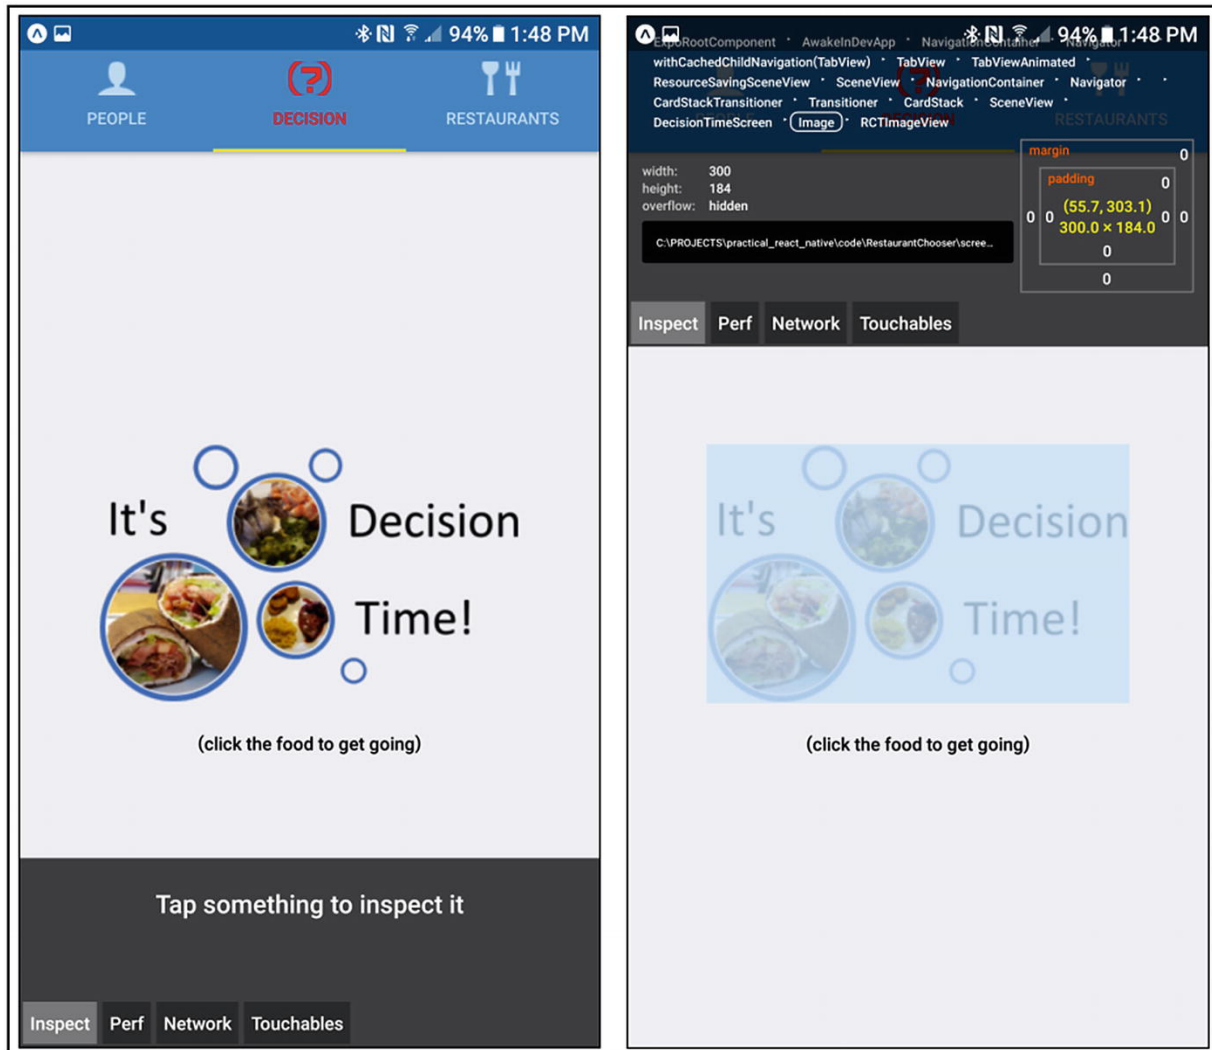 94% 1:48 PM
PEOPLE
DECISION
RESTAURANTS
It's
Decision
Time!
(click the food to get going)
Tap something to inspect it
Inspect Perf Network Touchables
94% 1:48 PM
ExpoRootComponent AwakeInDevApp NavigationContainer Navigator
withCachedChildNavigation(TabView) TabView TabViewAnimated
ResourceSavingSceneView SceneView NavigationContainer Navigator
CardStackTransitioner Transitioner CardStack SceneView
DecisionTimeScreen Image RCTImageView
RESTAURANTS
width: 300
height: 184
overflow: hidden
C:\PROJECTS\practical_react_native\code\RestaurantChooser\scree...
margin 0
padding 0
0 0 (55.7, 303.1) 0 0
300.0 × 184.0
0
0
Inspect Perf Network Touchables
It's
Decision
Time!
(click the food to get going)